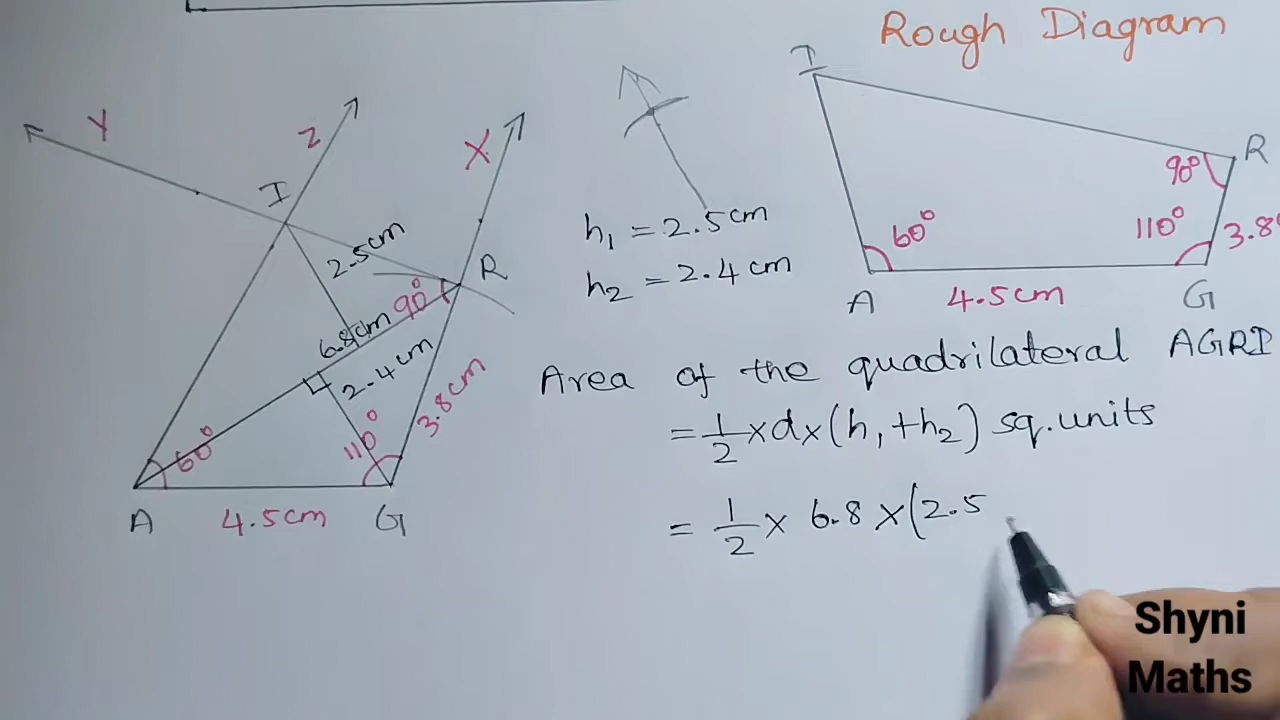 Rough Diagram
Y
Z
X
I
R
2.5cm
6.8cm
90°
2.4cm
3.8cm
60°
110°
A
4.5cm
G
h₁ = 2.5cm
h₂ = 2.4cm
I
R
90°
60°
110°
3.8
A
4.5cm
G
Area of the quadrilateral AGRI
= 1/2 × d × (h₁ + h₂) sq. units
= 1/2 × 6.8 × (2.5
Shyni
Maths